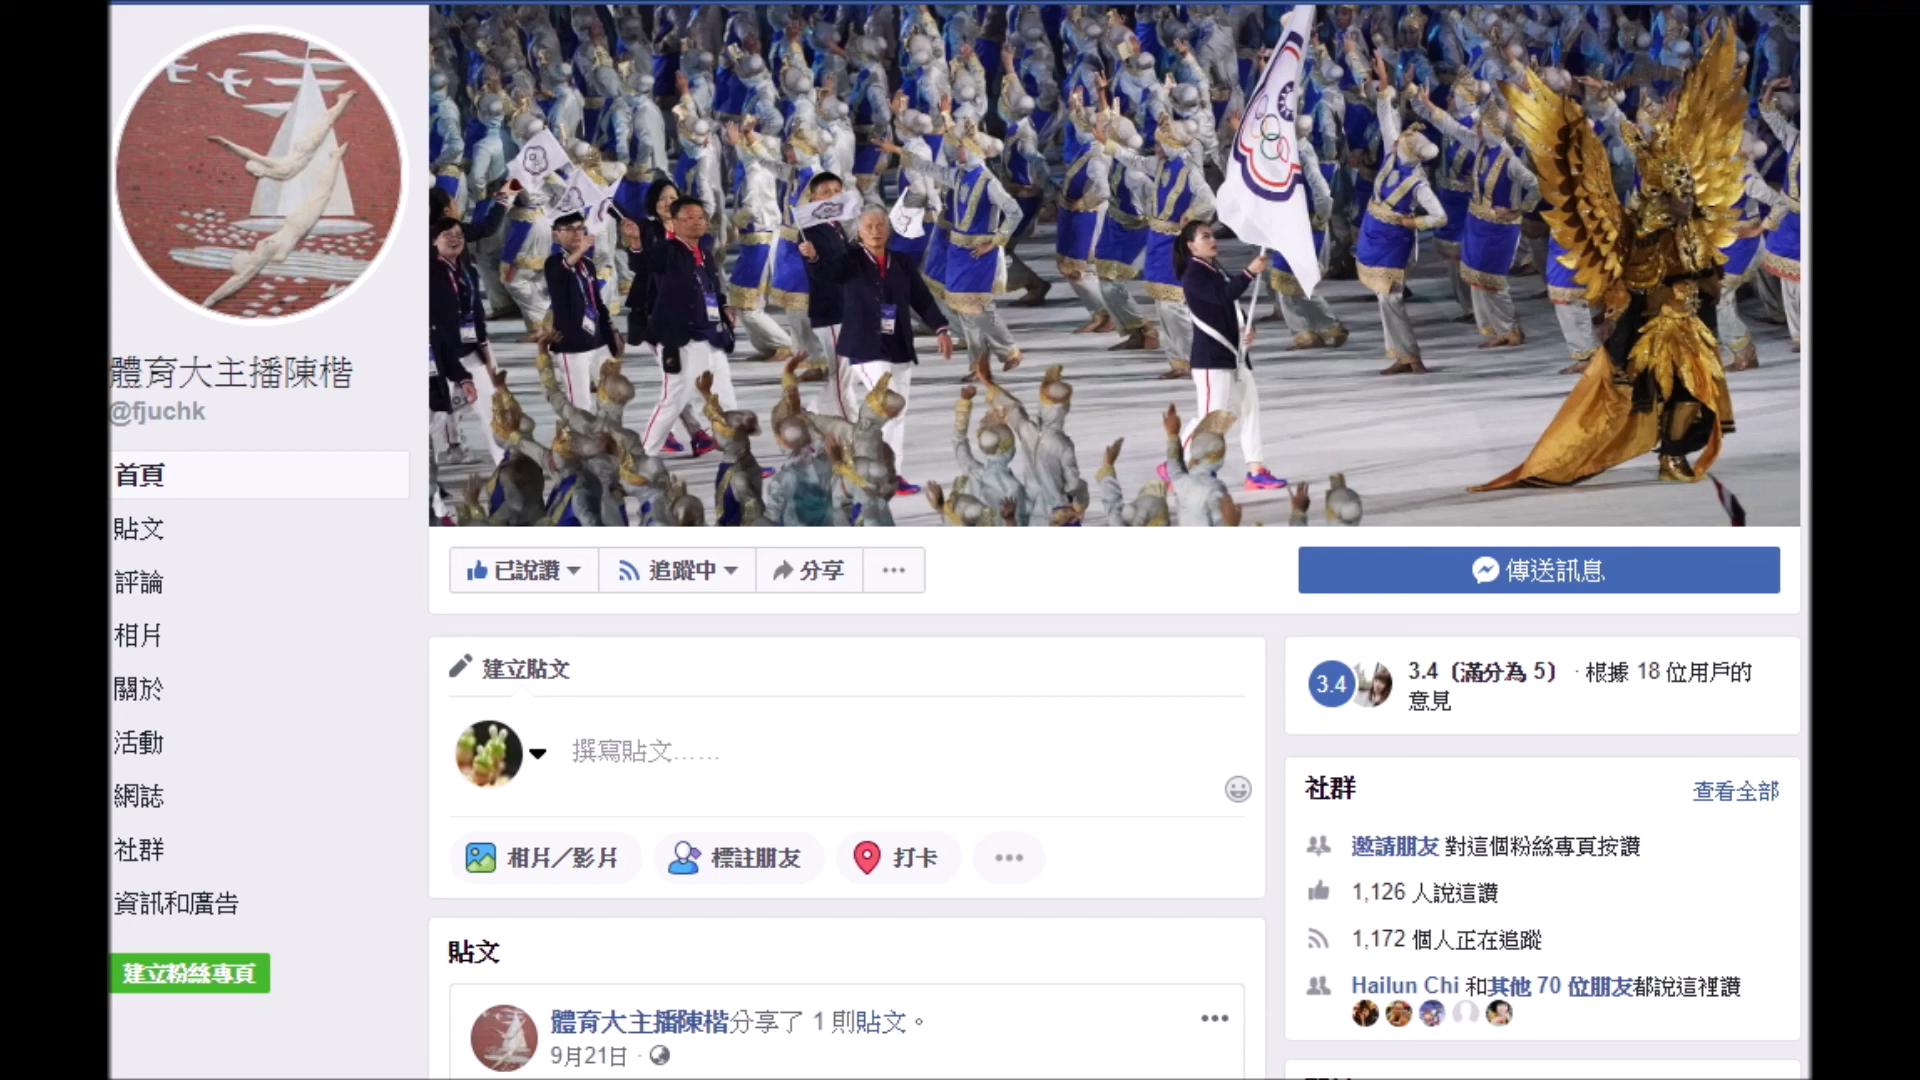 體育大主播陳楷
@fjuchk
首頁
貼文
評論
相片
關於
活動
網誌
社群
資訊和廣告
建立粉絲專頁
已說讚
追蹤中
分享
傳送訊息
建立貼文
撰寫貼文……
相片／影片
標註朋友
打卡
貼文
體育大主播陳楷分享了 1 則貼文。
9月21日
3.4
3.4（滿分為 5） · 根據 18 位用戶的
意見
社群
查看全部
邀請朋友 對這個粉絲專頁按讚
1,126 人說這讚
1,172 個人正在追蹤
Hailun Chi 和其他 70 位朋友都說這裡讚